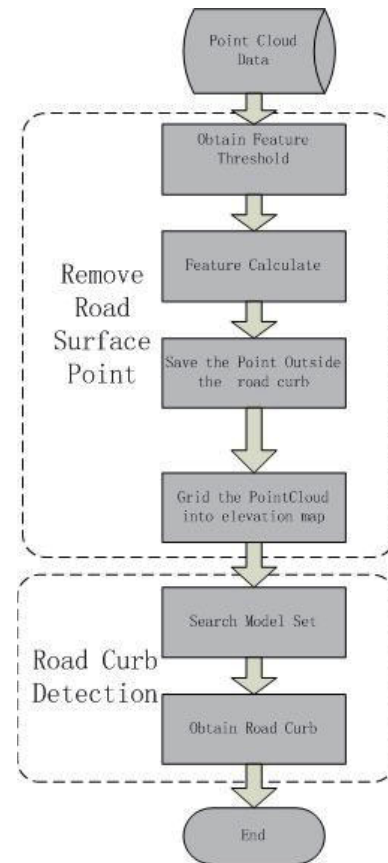 Point Cloud
Data
Obtain Feature
Threshold
Feature Calculate
Remove
Road
Surface
Point
Save the Point Outside
the road curb
Grid the PointCloud
into elevation map
Search Model Set
Road Curb
Detection
Obtain Road Curb
End